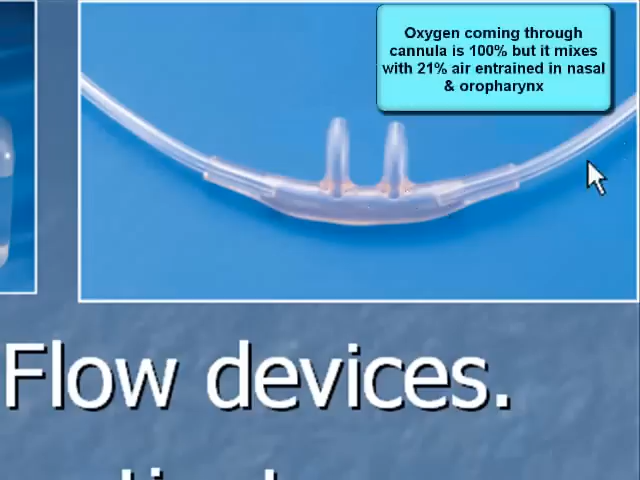 Oxygen coming through
cannula is 100% but it mixes
with 21% air entrained in nasal
& oropharynx
Flow devices.